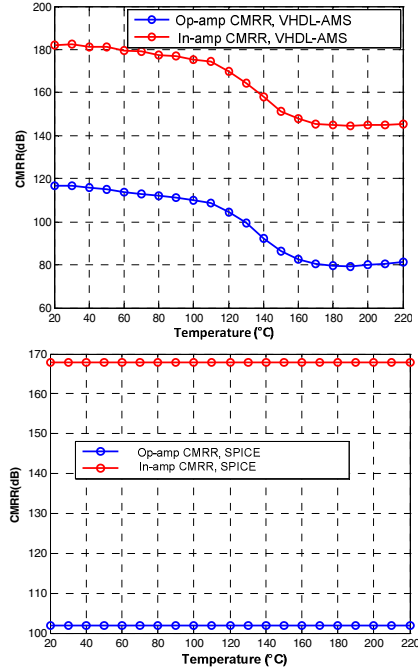 200
180
160
140
120
100
80
60
CMRR(dB)
Op-amp CMRR, VHDL-AMS
In-amp CMRR, VHDL-AMS
20 40 60 80 100 120 140 160 180 200 220
Temperature (°C)
170
160
150
140
130
120
110
100
CMRR(dB)
Op-amp CMRR, SPICE
In-amp CMRR, SPICE
20 40 60 80 100 120 140 160 180 200 220
Temperature (°C)